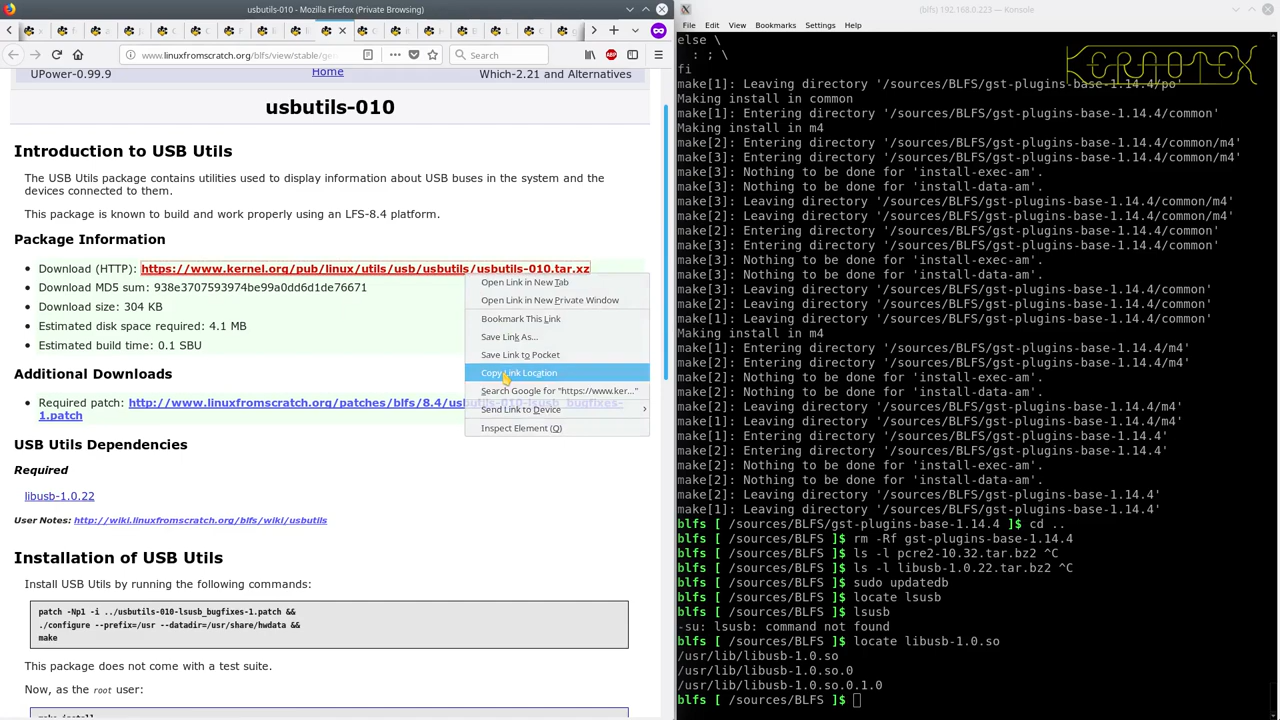 usbutils-010 - Mozilla Firefox (Private Browsing)
www.linuxfromscratch.org/blfs/view/stable/ge
Search
UPower-0.99.9
Home
Which-2.21 and Alternatives
usbutils-010
Introduction to USB Utils
The USB Utils package contains utilities used to display information about USB buses in the system and the
devices connected to them.
This package is known to build and work properly using an LFS-8.4 platform.
Package Information
Download (HTTP): https://www.kernel.org/pub/linux/utils/usb/usbutils/usbutils-010.tar.xz
Download MD5 sum: 938e3707593974be99a0dd6d1de76671
Download size: 304 KB
Estimated disk space required: 4.1 MB
Estimated build time: 0.1 SBU
Additional Downloads
Required patch: http://www.linuxfromscratch.org/patches/blfs/8.4/usbutils-010-lsusb_bugfixes-
1.patch
USB Utils Dependencies
Required
libusb-1.0.22
User Notes: http://wiki.linuxfromscratch.org/blfs/wiki/usbutils
Installation of USB Utils
Install USB Utils by running the following commands:
patch -Np1 -i ../usbutils-010-lsusb_bugfixes-1.patch &&
./configure --prefix=/usr --datadir=/usr/share/hwdata &&
make
This package does not come with a test suite.
Now, as the root user:
make install
Open Link in New Tab
Open Link in New Private Window
Bookmark This Link
Save Link As...
Save Link to Pocket
Copy Link Location
Search Google for "https://www.ker..."
Send Link to Device
Inspect Element (Q)
(blfs) 192.168.0.223 — Konsole
File Edit View Bookmarks Settings Help
KERNOTEX
else \
: ; \
fi
make[1]: Leaving directory '/sources/BLFS/gst-plugins-base-1.14.4/po'
Making install in common
make[1]: Entering directory '/sources/BLFS/gst-plugins-base-1.14.4/common'
Making install in m4
make[2]: Entering directory '/sources/BLFS/gst-plugins-base-1.14.4/common/m4'
make[3]: Entering directory '/sources/BLFS/gst-plugins-base-1.14.4/common/m4'
make[3]: Nothing to be done for 'install-exec-am'.
make[3]: Nothing to be done for 'install-data-am'.
make[3]: Leaving directory '/sources/BLFS/gst-plugins-base-1.14.4/common/m4'
make[2]: Leaving directory '/sources/BLFS/gst-plugins-base-1.14.4/common/m4'
make[2]: Entering directory '/sources/BLFS/gst-plugins-base-1.14.4/common'
make[3]: Entering directory '/sources/BLFS/gst-plugins-base-1.14.4/common'
make[3]: Nothing to be done for 'install-exec-am'.
make[3]: Nothing to be done for 'install-data-am'.
make[3]: Leaving directory '/sources/BLFS/gst-plugins-base-1.14.4/common'
make[2]: Leaving directory '/sources/BLFS/gst-plugins-base-1.14.4/common'
make[1]: Leaving directory '/sources/BLFS/gst-plugins-base-1.14.4/common'
Making install in m4
make[1]: Entering directory '/sources/BLFS/gst-plugins-base-1.14.4/m4'
make[2]: Entering directory '/sources/BLFS/gst-plugins-base-1.14.4/m4'
make[2]: Nothing to be done for 'install-exec-am'.
make[2]: Nothing to be done for 'install-data-am'.
make[2]: Leaving directory '/sources/BLFS/gst-plugins-base-1.14.4/m4'
make[1]: Leaving directory '/sources/BLFS/gst-plugins-base-1.14.4/m4'
make[1]: Entering directory '/sources/BLFS/gst-plugins-base-1.14.4'
make[2]: Entering directory '/sources/BLFS/gst-plugins-base-1.14.4'
make[2]: Nothing to be done for 'install-exec-am'.
make[2]: Nothing to be done for 'install-data-am'.
make[2]: Leaving directory '/sources/BLFS/gst-plugins-base-1.14.4'
make[1]: Leaving directory '/sources/BLFS/gst-plugins-base-1.14.4'
blfs [ /sources/BLFS/gst-plugins-base-1.14.4 ]$ cd ..
blfs [ /sources/BLFS ]$ rm -Rf gst-plugins-base-1.14.4
blfs [ /sources/BLFS ]$ ls -l pcre2-10.32.tar.bz2 ^C
blfs [ /sources/BLFS ]$ ls -l libusb-1.0.22.tar.bz2 ^C
blfs [ /sources/BLFS ]$ sudo updatedb
blfs [ /sources/BLFS ]$ locate lsusb
blfs [ /sources/BLFS ]$ lsusb
-su: lsusb: command not found
blfs [ /sources/BLFS ]$ locate libusb-1.0.so
/usr/lib/libusb-1.0.so
/usr/lib/libusb-1.0.so.0
/usr/lib/libusb-1.0.so.0.1.0
blfs [ /sources/BLFS ]$